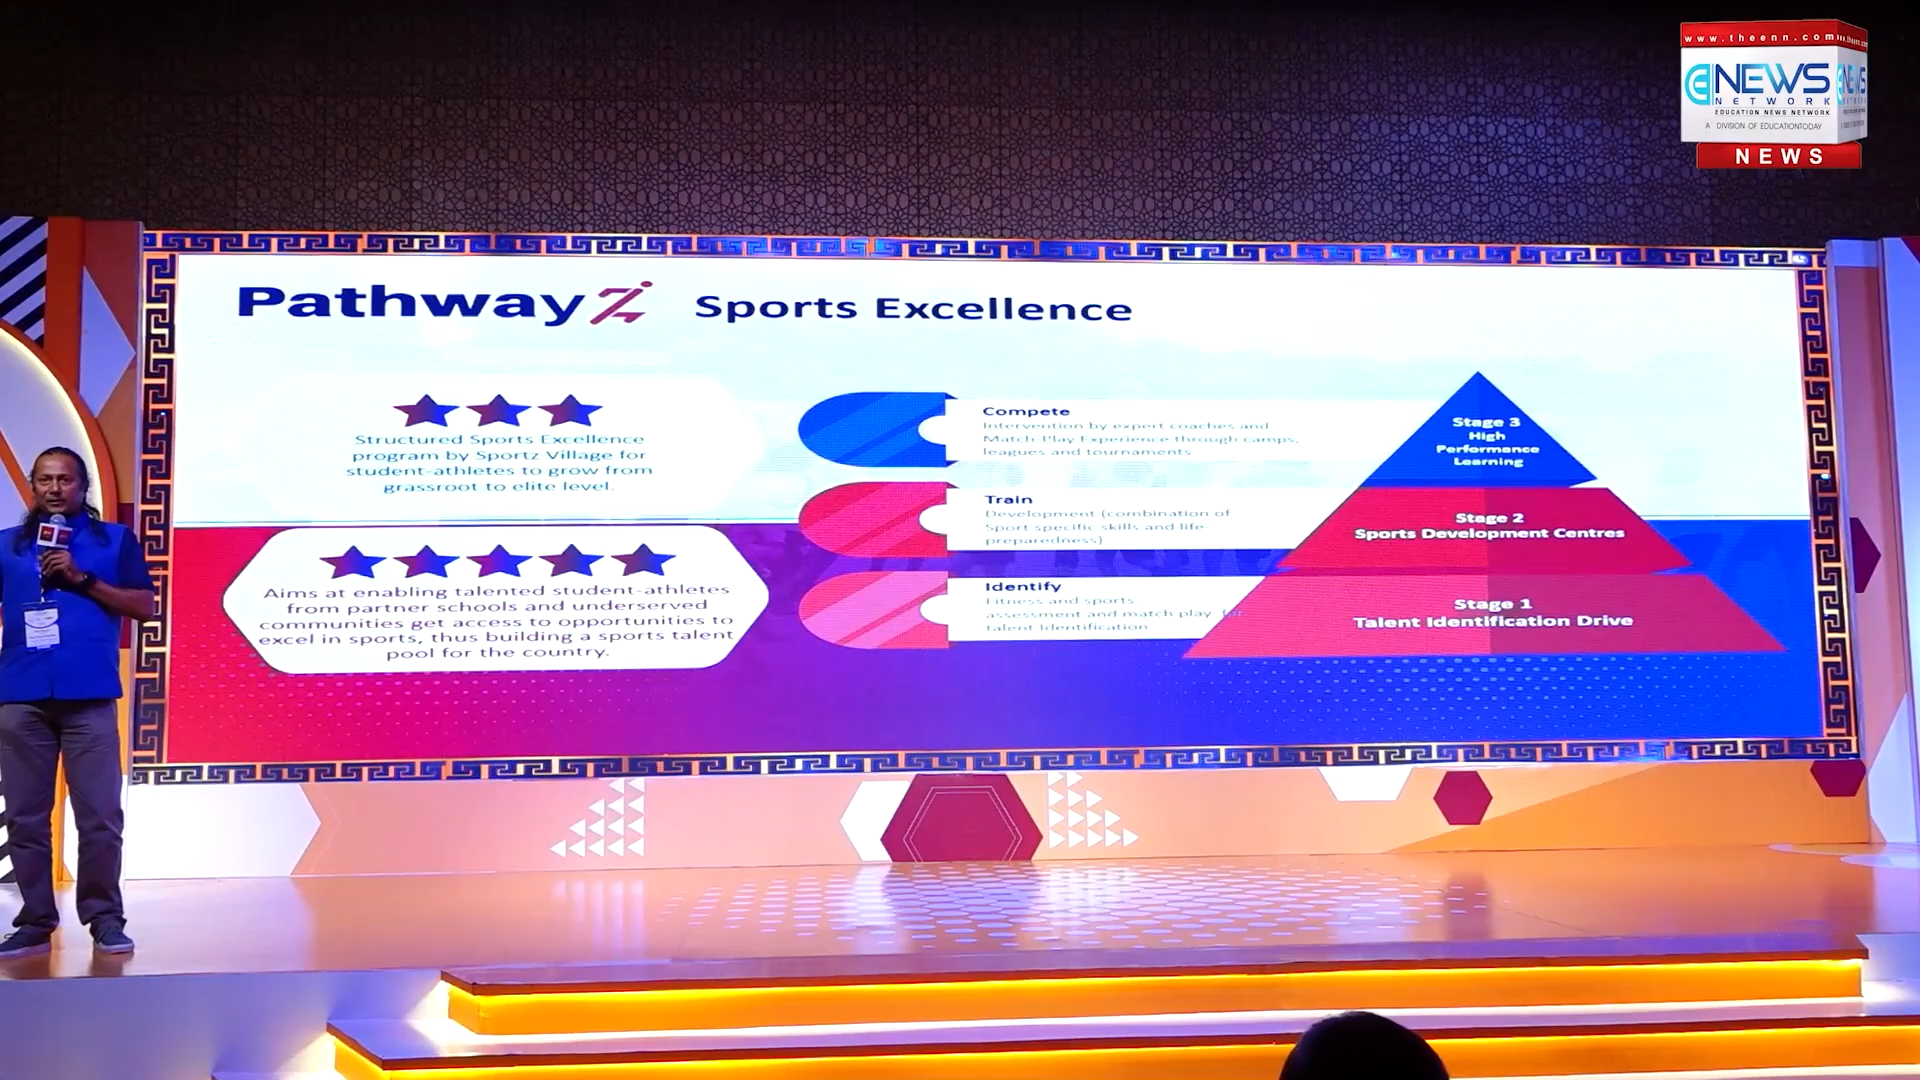 www.theenn.com
NEWS
NETWORK
EDUCATION NEWS NETWORK
A DIVISION OF EDUCATIONTODAY
NEWS
Pathway
Sports Excellence
Structured Sports Excellence
program by Sportz Village for
student-athletes to grow from
grassroot to elite level.
Aims at enabling talented student-athletes
from partner schools and underserved
communities get access to opportunities to
excel in sports, thus building a sports talent
pool for the country.
Compete
Intervention by expert coaches and
Match-Play Experience through camps,
leagues and tournaments
Train
Development (combination of
Sport specific skills and life-
preparedness)
Identify
Fitness and sports
assessment and match play for
talent identification
Stage 3
High
Performance
Learning
Stage 2
Sports Development Centres
Stage 1
Talent Identification Drive